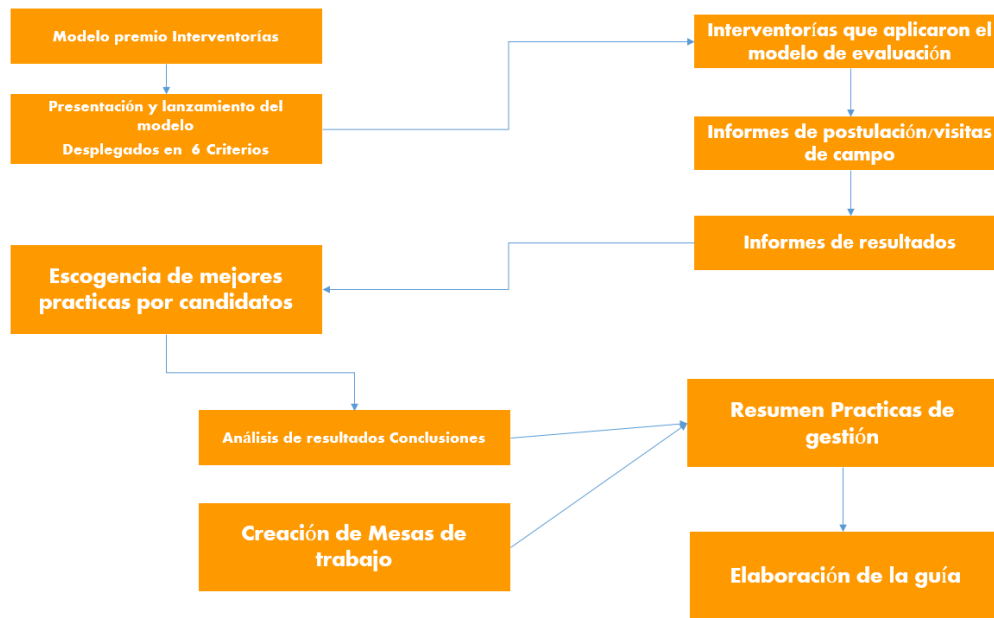 Modelo premio Interventorías
Presentación y lanzamiento del
modelo
Desplegados en 6 Criterios
Interventorías que aplicaron el
modelo de evaluación
Informes de postulación/visitas
de campo
Informes de resultados
Escogencia de mejores
practicas por candidatos
Análisis de resultados Conclusiones
Creación de Mesas de
trabajo
Resumen Practicas de
gestión
Elaboración de la guía